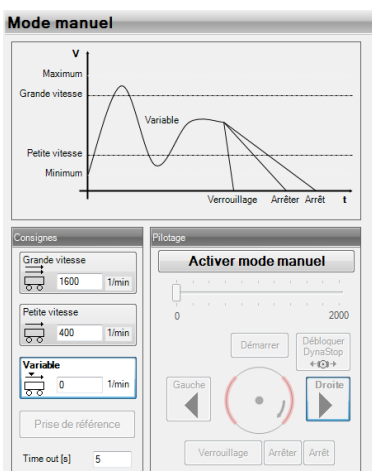 Mode manuel
V
Maximum
Grande vitesse
Variable
Petite vitesse
Minimum
Verrouillage Arrêter Arrêt t
Consignes
Grande vitesse
1600 1/min
Petite vitesse
400 1/min
Variable
0 1/min
Prise de référence
Time out [s] 5
Pilotage
Activer mode manuel
0 2000
Démarrer
Débloquer
DynaStop
Gauche
Droite
Verrouillage Arrêter Arrêt